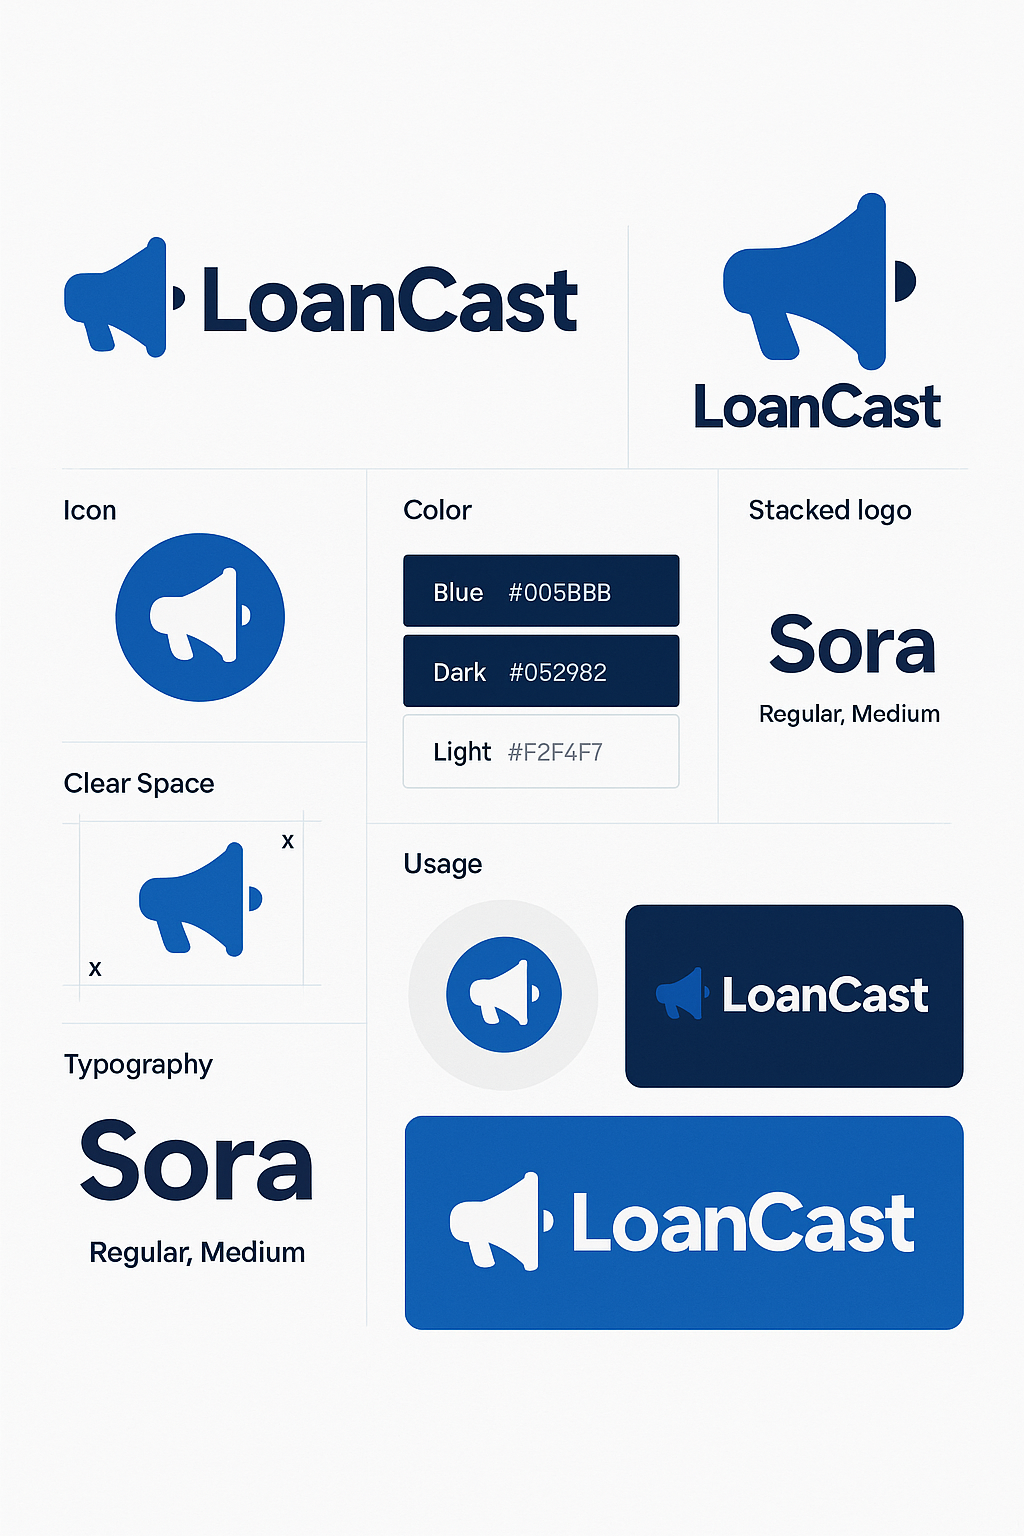 LoanCast
LoanCast
Icon
Color
Blue #005BBB
Dark #052982
Light #F2F4F7
Stacked logo
Sora
Regular, Medium
Clear Space
x
x
Typography
Sora
Regular, Medium
Usage
LoanCast
LoanCast